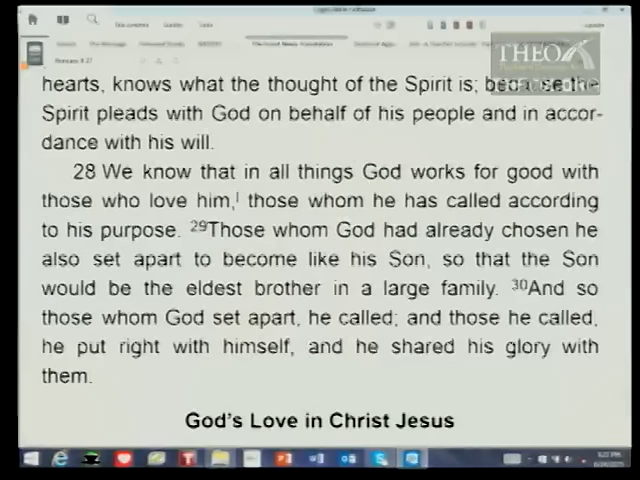 THEO
Romans 8:27
hearts, knows what the thought of the Spirit is; because the
Spirit pleads with God on behalf of his people and in accor-
dance with his will.
28 We know that in all things God works for good with
those who love him,l those whom he has called according
to his purpose. 29Those whom God had already chosen he
also set apart to become like his Son, so that the Son
would be the eldest brother in a large family. 30And so
those whom God set apart, he called; and those he called,
he put right with himself, and he shared his glory with
them.
God's Love in Christ Jesus